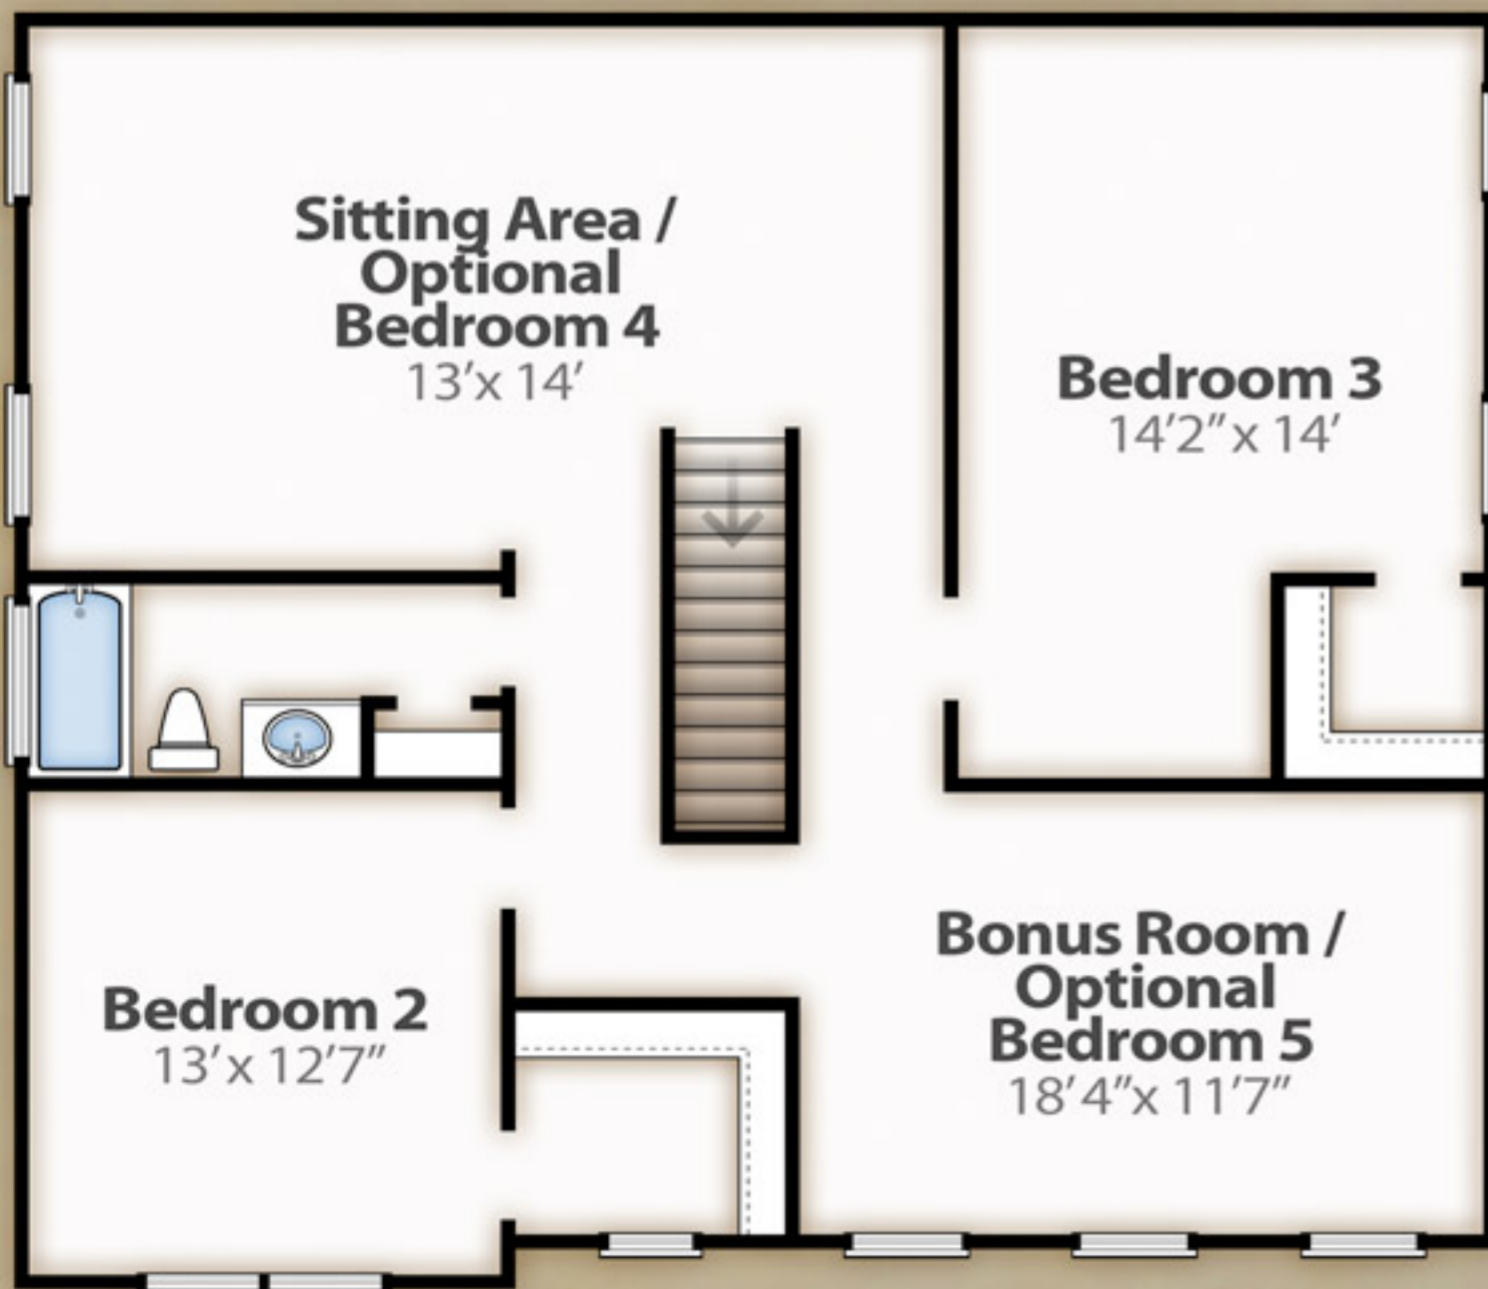 Sitting Area /
Optional
Bedroom 4
13’x 14’
Bedroom 3
14’2”x 14’
Bedroom 2
13’x 12’7”
Bonus Room /
Optional
Bedroom 5
18’4”x 11’7”